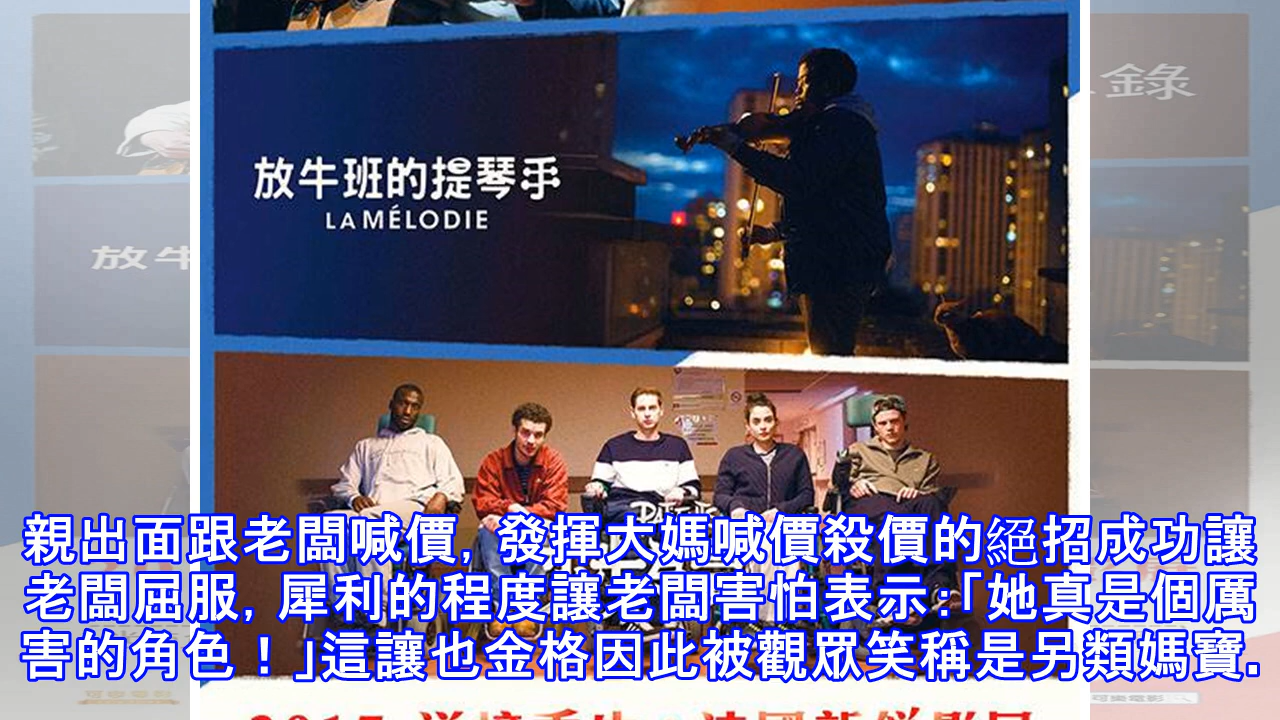 錄
放牛班的提琴手
LA MÉLODIE
放牛
親出面跟老闆喊價, 發揮大媽喊價殺價的絕招成功讓
老闆屈服, 犀利的程度讓老闆害怕表示:「她真是個厲
害的角色！」這讓也金格因此被觀眾笑稱是另類媽寶.